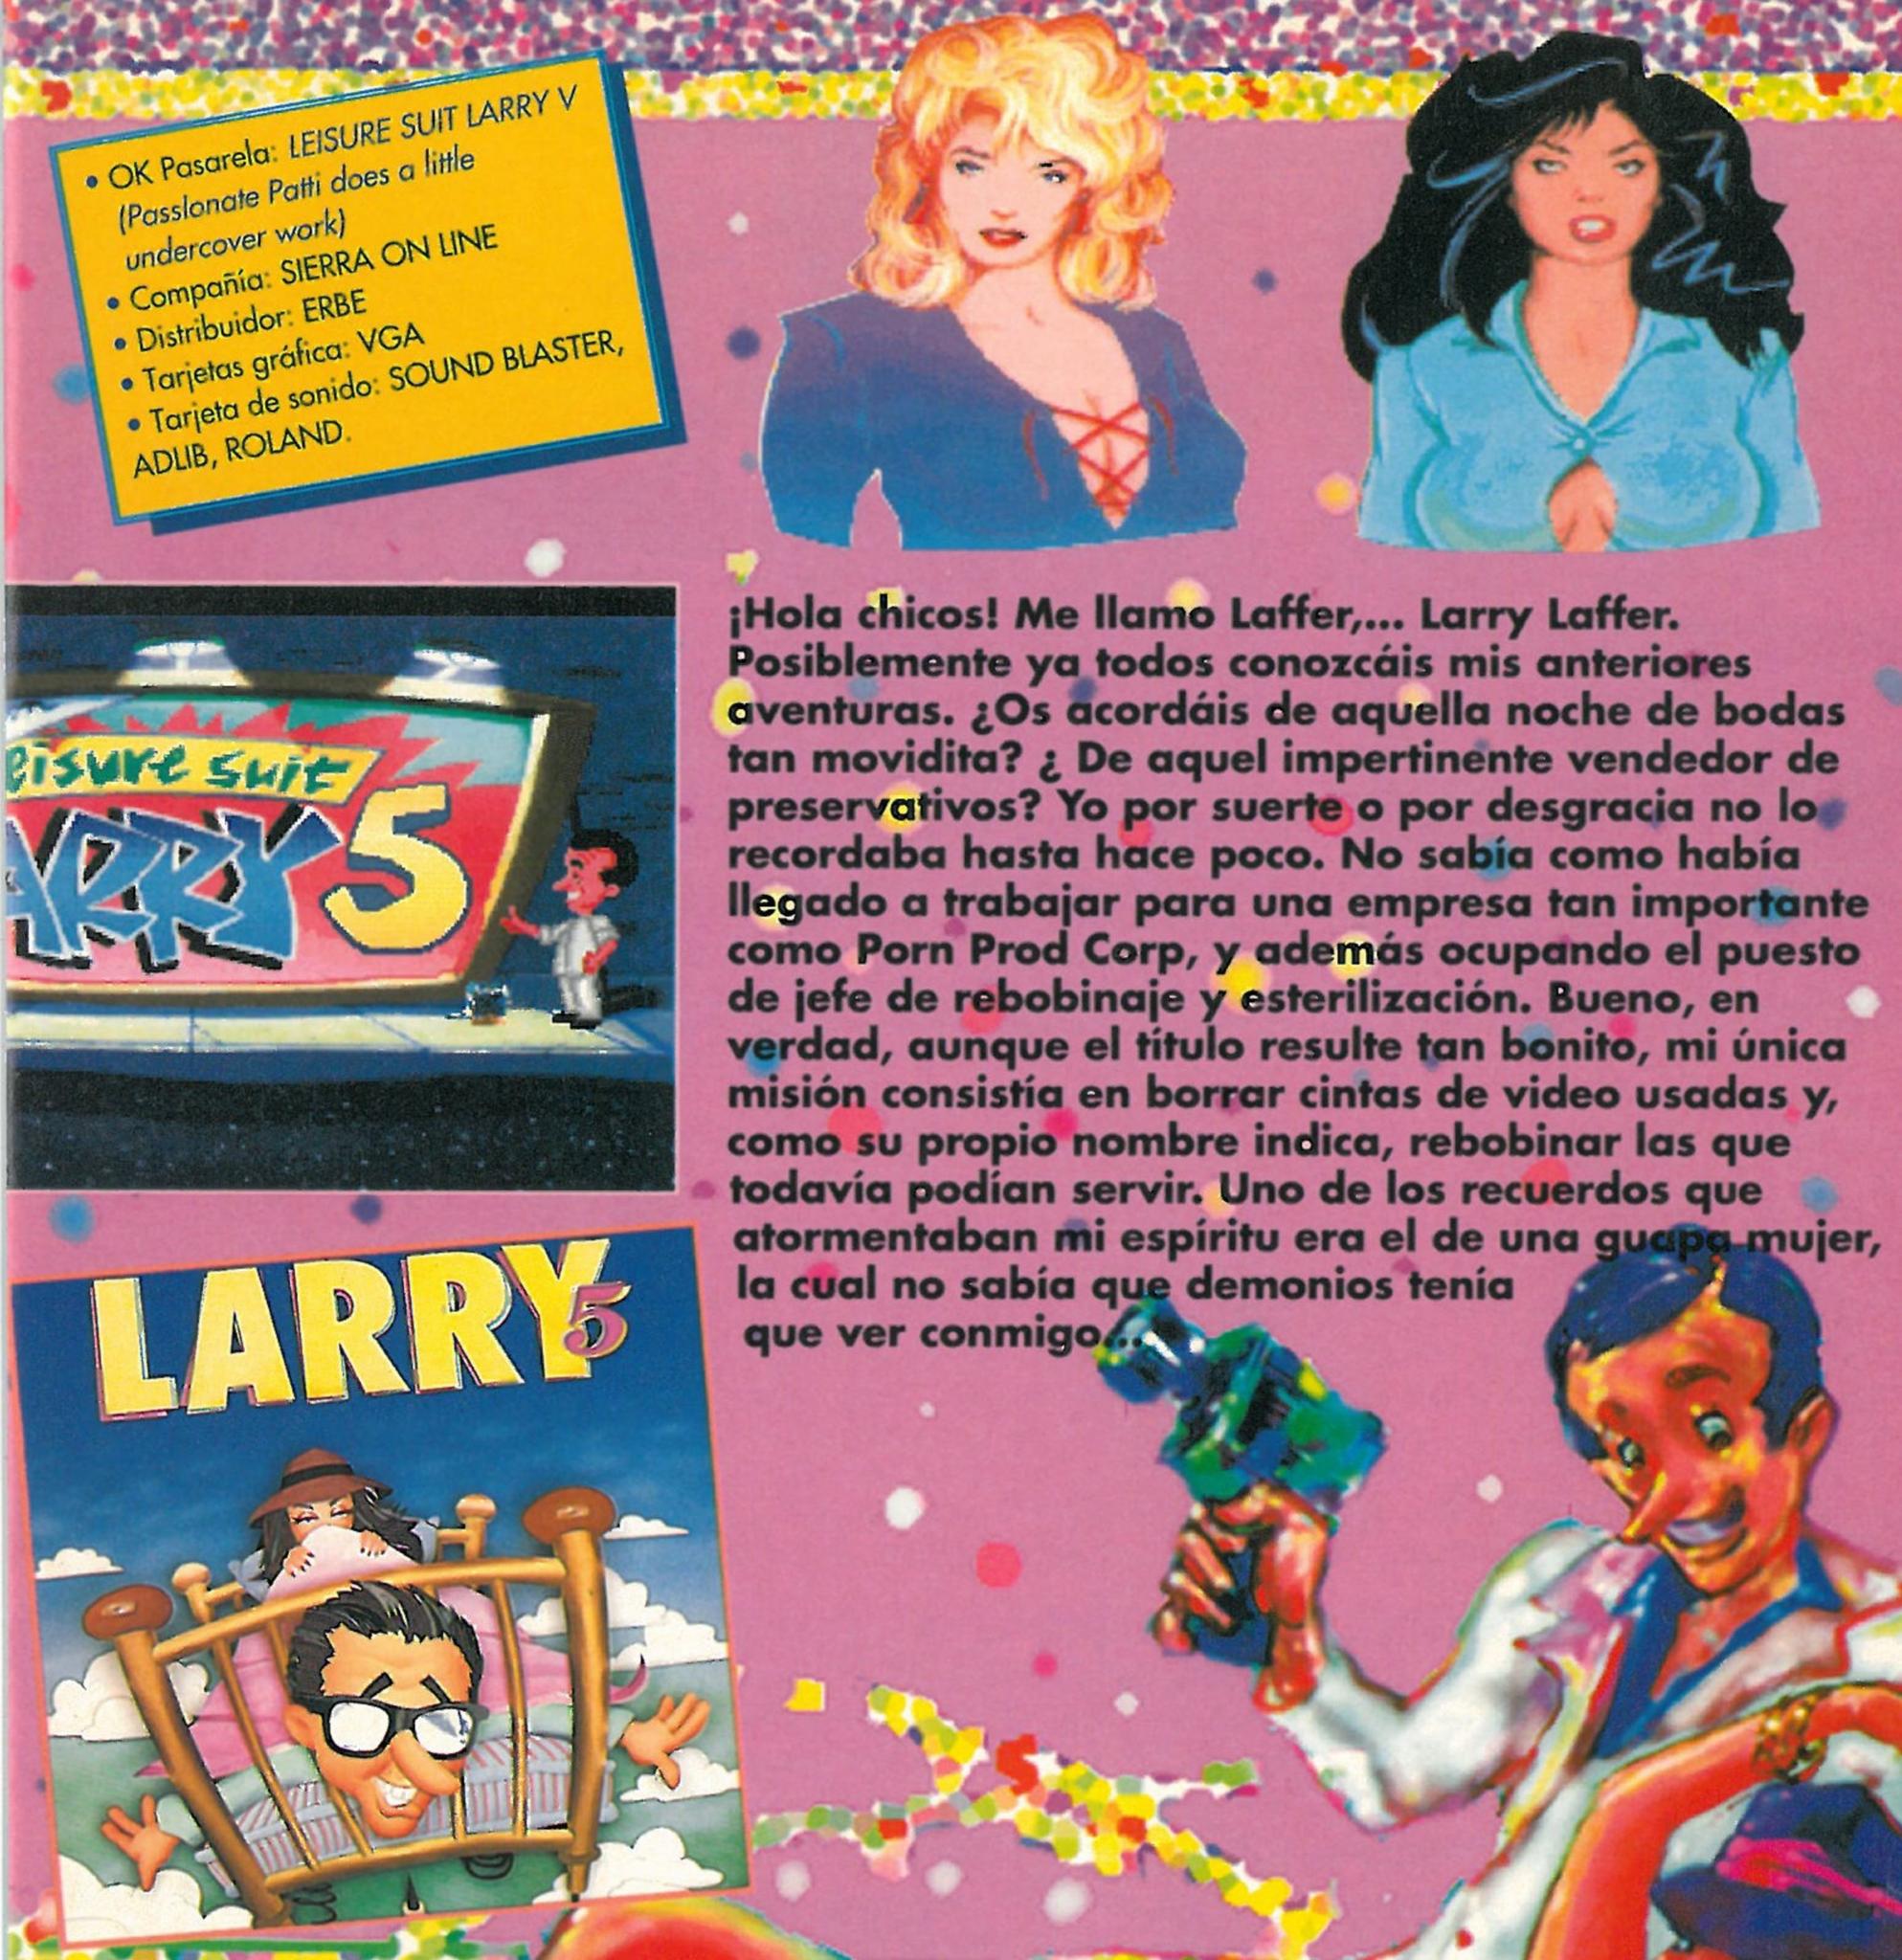 • OK Pasarela: LEISURE SUIT LARRY V
(Passlonate Patti does a little
undercover work)
• Compañía: SIERRA ON LINE
• Distribuidor: ERBE
• Tarjetas gráfica: VGA
• Tarjeta de sonido: SOUND BLASTER,
ADLIB, ROLAND.
¡Hola chicos! Me llamo Laffer,... Larry Laffer.
Posiblemente ya todos conozcáis mis anteriores
aventuras. ¿Os acordáis de aquella noche de bodas
tan movidita? ¿ De aquel impertinente vendedor de
preservativos? Yo por suerte o por desgracia no lo
recordaba hasta hace poco. No sabía como había
llegado a trabajar para una empresa tan importante
como Porn Prod Corp, y además ocupando el puesto
de jefe de rebobinaje y esterilización. Bueno, en
verdad, aunque el título resulte tan bonito, mi única
misión consistía en borrar cintas de video usadas y,
como su propio nombre indica, rebobinar las que
todavía podían servir. Uno de los recuerdos que
atormentaban mi espíritu era el de una guapa mujer,
la cual no sabía que demonios tenía
que ver conmigo...
eisure suit
ARRY 5
LARRY 5